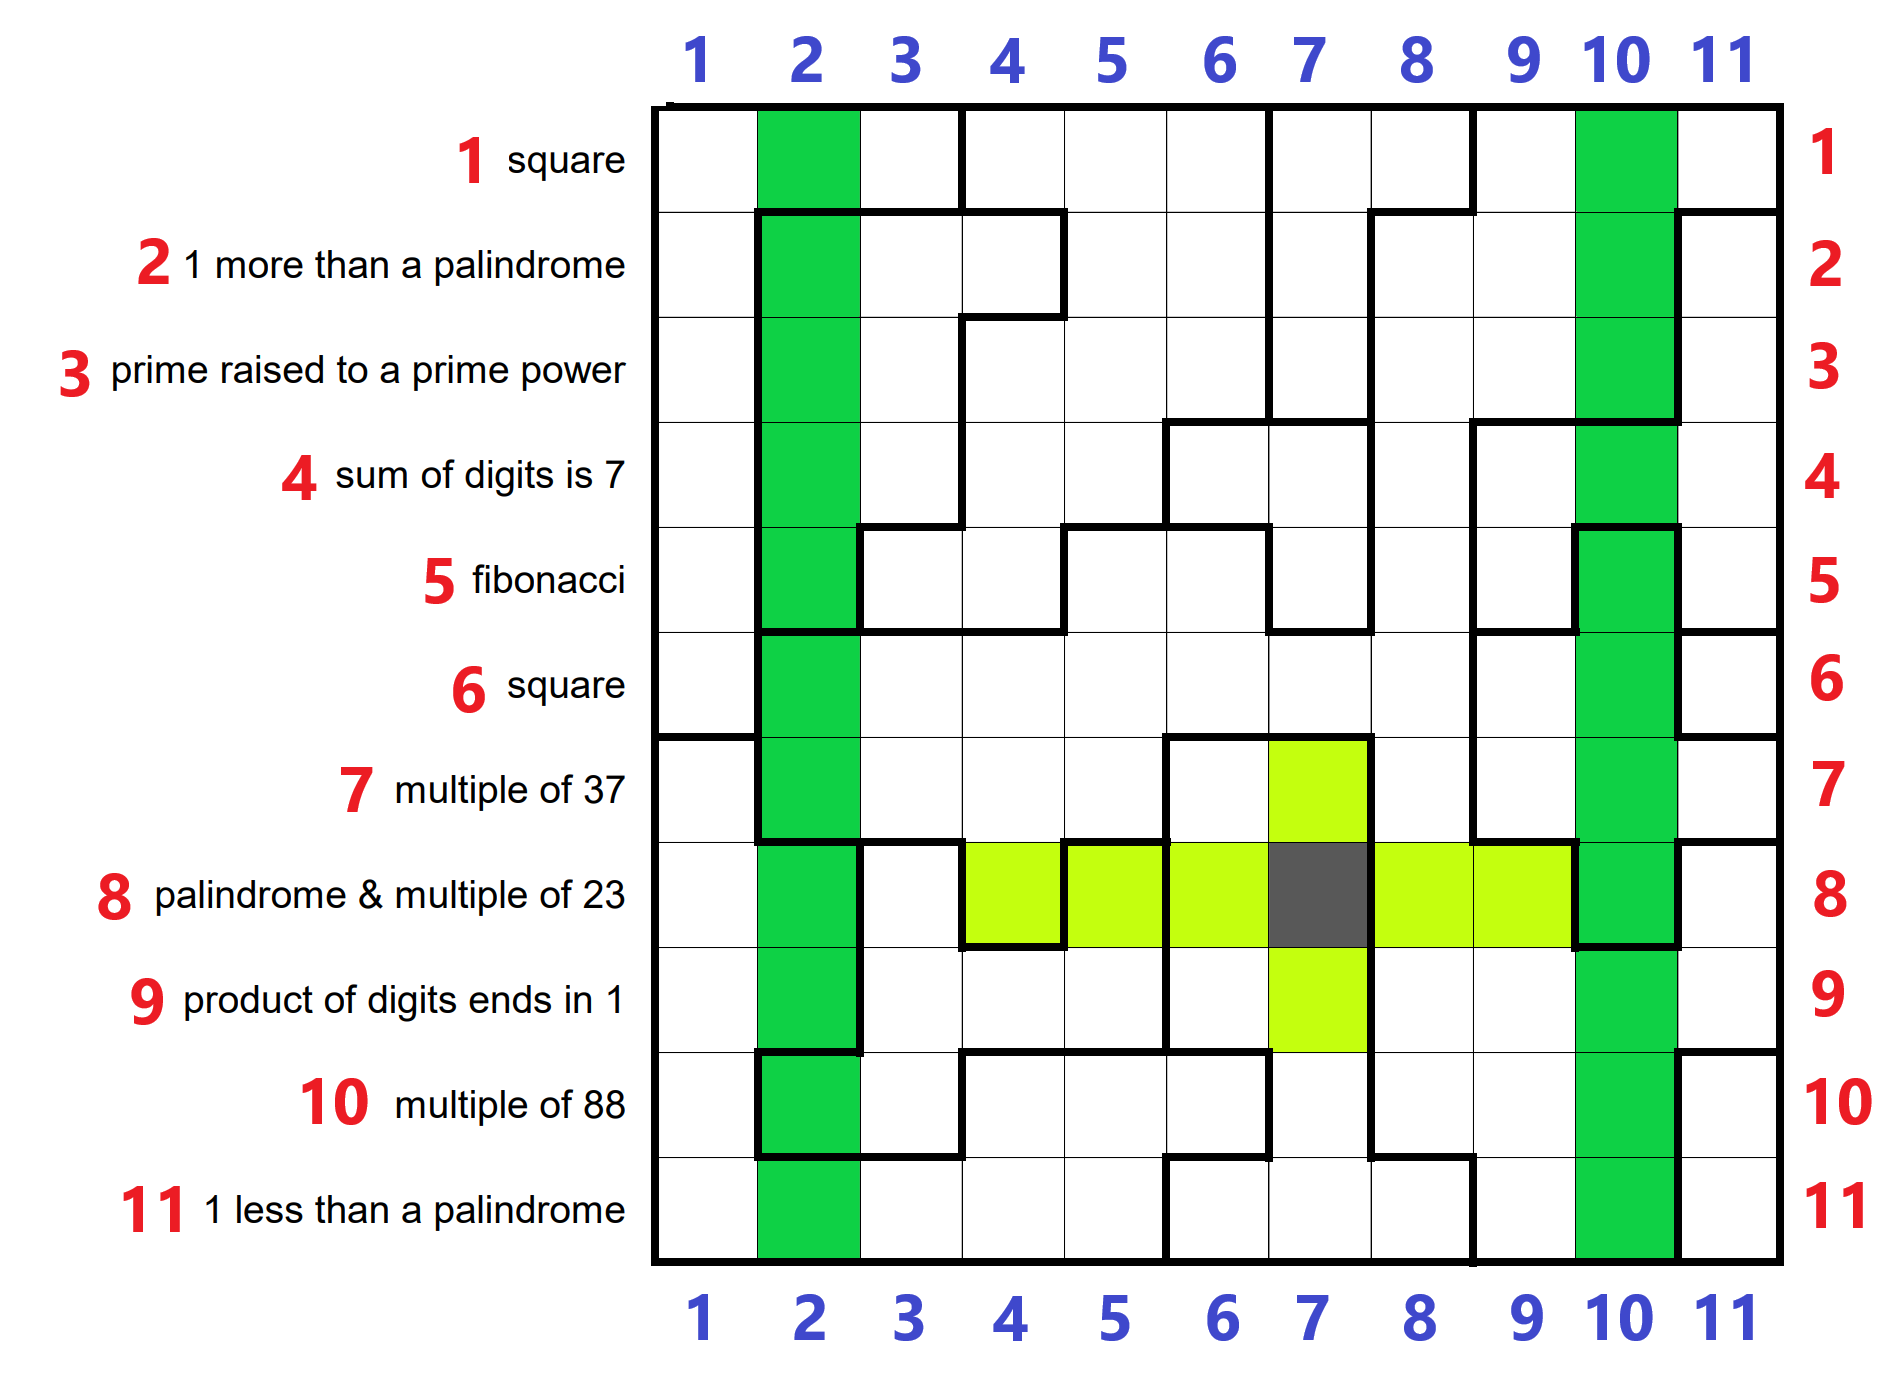 1 2 3 4 5 6 7 8 9 10 11
1 square 1
2 1 more than a palindrome 2
3 prime raised to a prime power 3
4 sum of digits is 7 4
5 fibonacci 5
6 square 6
7 multiple of 37 7
8 palindrome & multiple of 23 8
9 product of digits ends in 1 9
10 multiple of 88 10
11 1 less than a palindrome 11
1 2 3 4 5 6 7 8 9 10 11